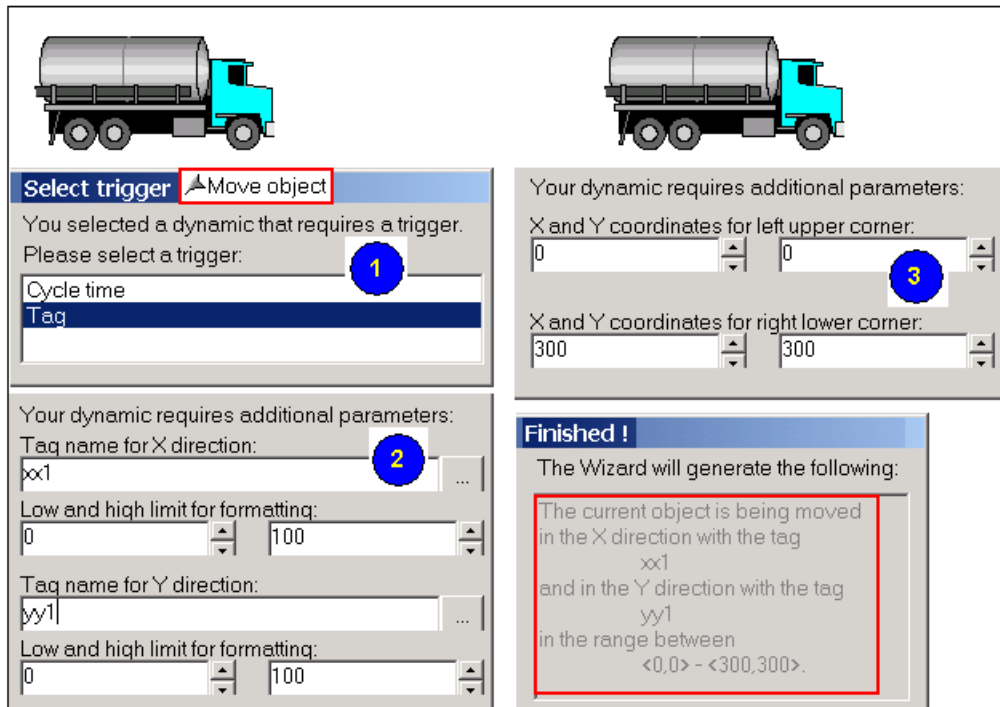 Select trigger
Move object
You selected a dynamic that requires a trigger.
Please select a trigger:
1
Cycle time
Tag
Your dynamic requires additional parameters:
Tag name for X direction:
2
xx1
...
Low and high limit for formatting:
0 100
Tag name for Y direction:
yy1
...
Low and high limit for formatting:
0 100
Your dynamic requires additional parameters:
X and Y coordinates for left upper corner:
0 0
3
X and Y coordinates for right lower corner:
300 300
Finished !
The Wizard will generate the following:
The current object is being moved
in the X direction with the tag
xx1
and in the Y direction with the tag
yy1
in the range between
<0,0> - <300,300>.